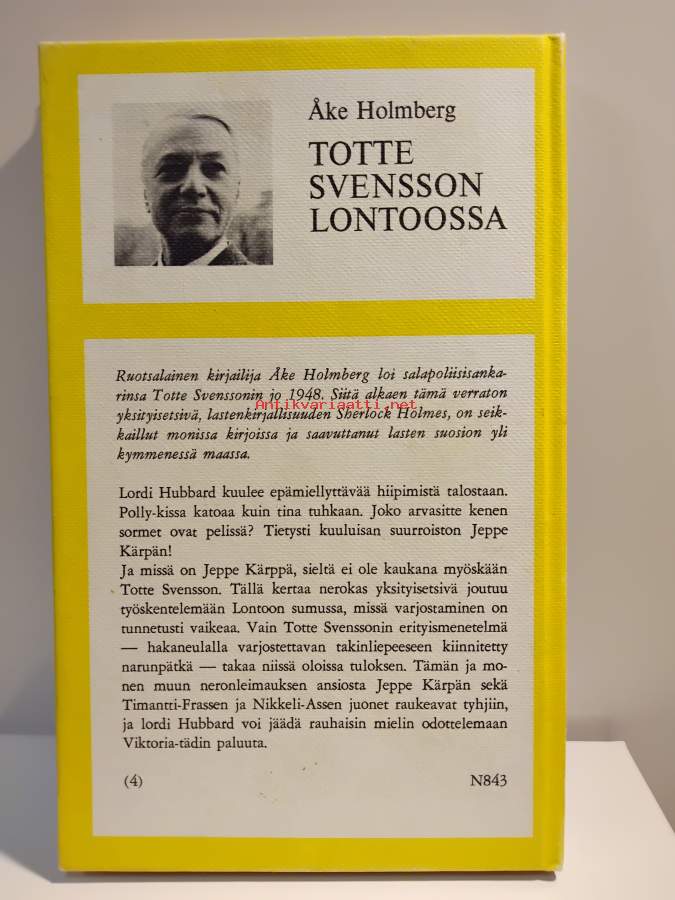 Åke Holmberg
TOTTE
SVENSSON
LONTOOSSA
Ruotsalainen kirjailija Åke Holmberg loi salapoliisisanka-
rinsa Totte Svenssonin jo 1948. Siitä alkaen tämä verraton
Antikvariaatti.net
yksityisetsivä, lastenkirjallisuuden Sherlock Holmes, on seik-
kaillut monissa kirjoissa ja saavuttanut lasten suosion yli
kymmenessä maassa.
Lordi Hubbard kuulee epämiellyttävää hiipimistä talostaan.
Polly-kissa katoaa kuin tina tuhkaan. Joko arvasitte kenen
sormet ovat pelissä? Tietysti kuuluisan suurroiston Jeppe
Kärpän!
Ja missä on Jeppe Kärppä, sieltä ei ole kaukana myöskään
Totte Svensson. Tällä kertaa nerokas yksityisetsivä joutuu
työskentelemään Lontoon sumussa, missä varjostaminen on
tunnetusti vaikeaa. Vain Totte Svenssonin erityismenetelmä
— hakaneulalla varjostettavan takinliepeeseen kiinnitetty
narunpätkä — takaa niissä oloissa tuloksen. Tämän ja mo-
nen muun neronleimauksen ansiosta Jeppe Kärpän sekä
Timantti-Frassen ja Nikkeli-Assen juonet raukeavat tyhjiin,
ja lordi Hubbard voi jäädä rauhaisin mielin odottelemaan
Viktoria-tädin paluuta.
(4) N843